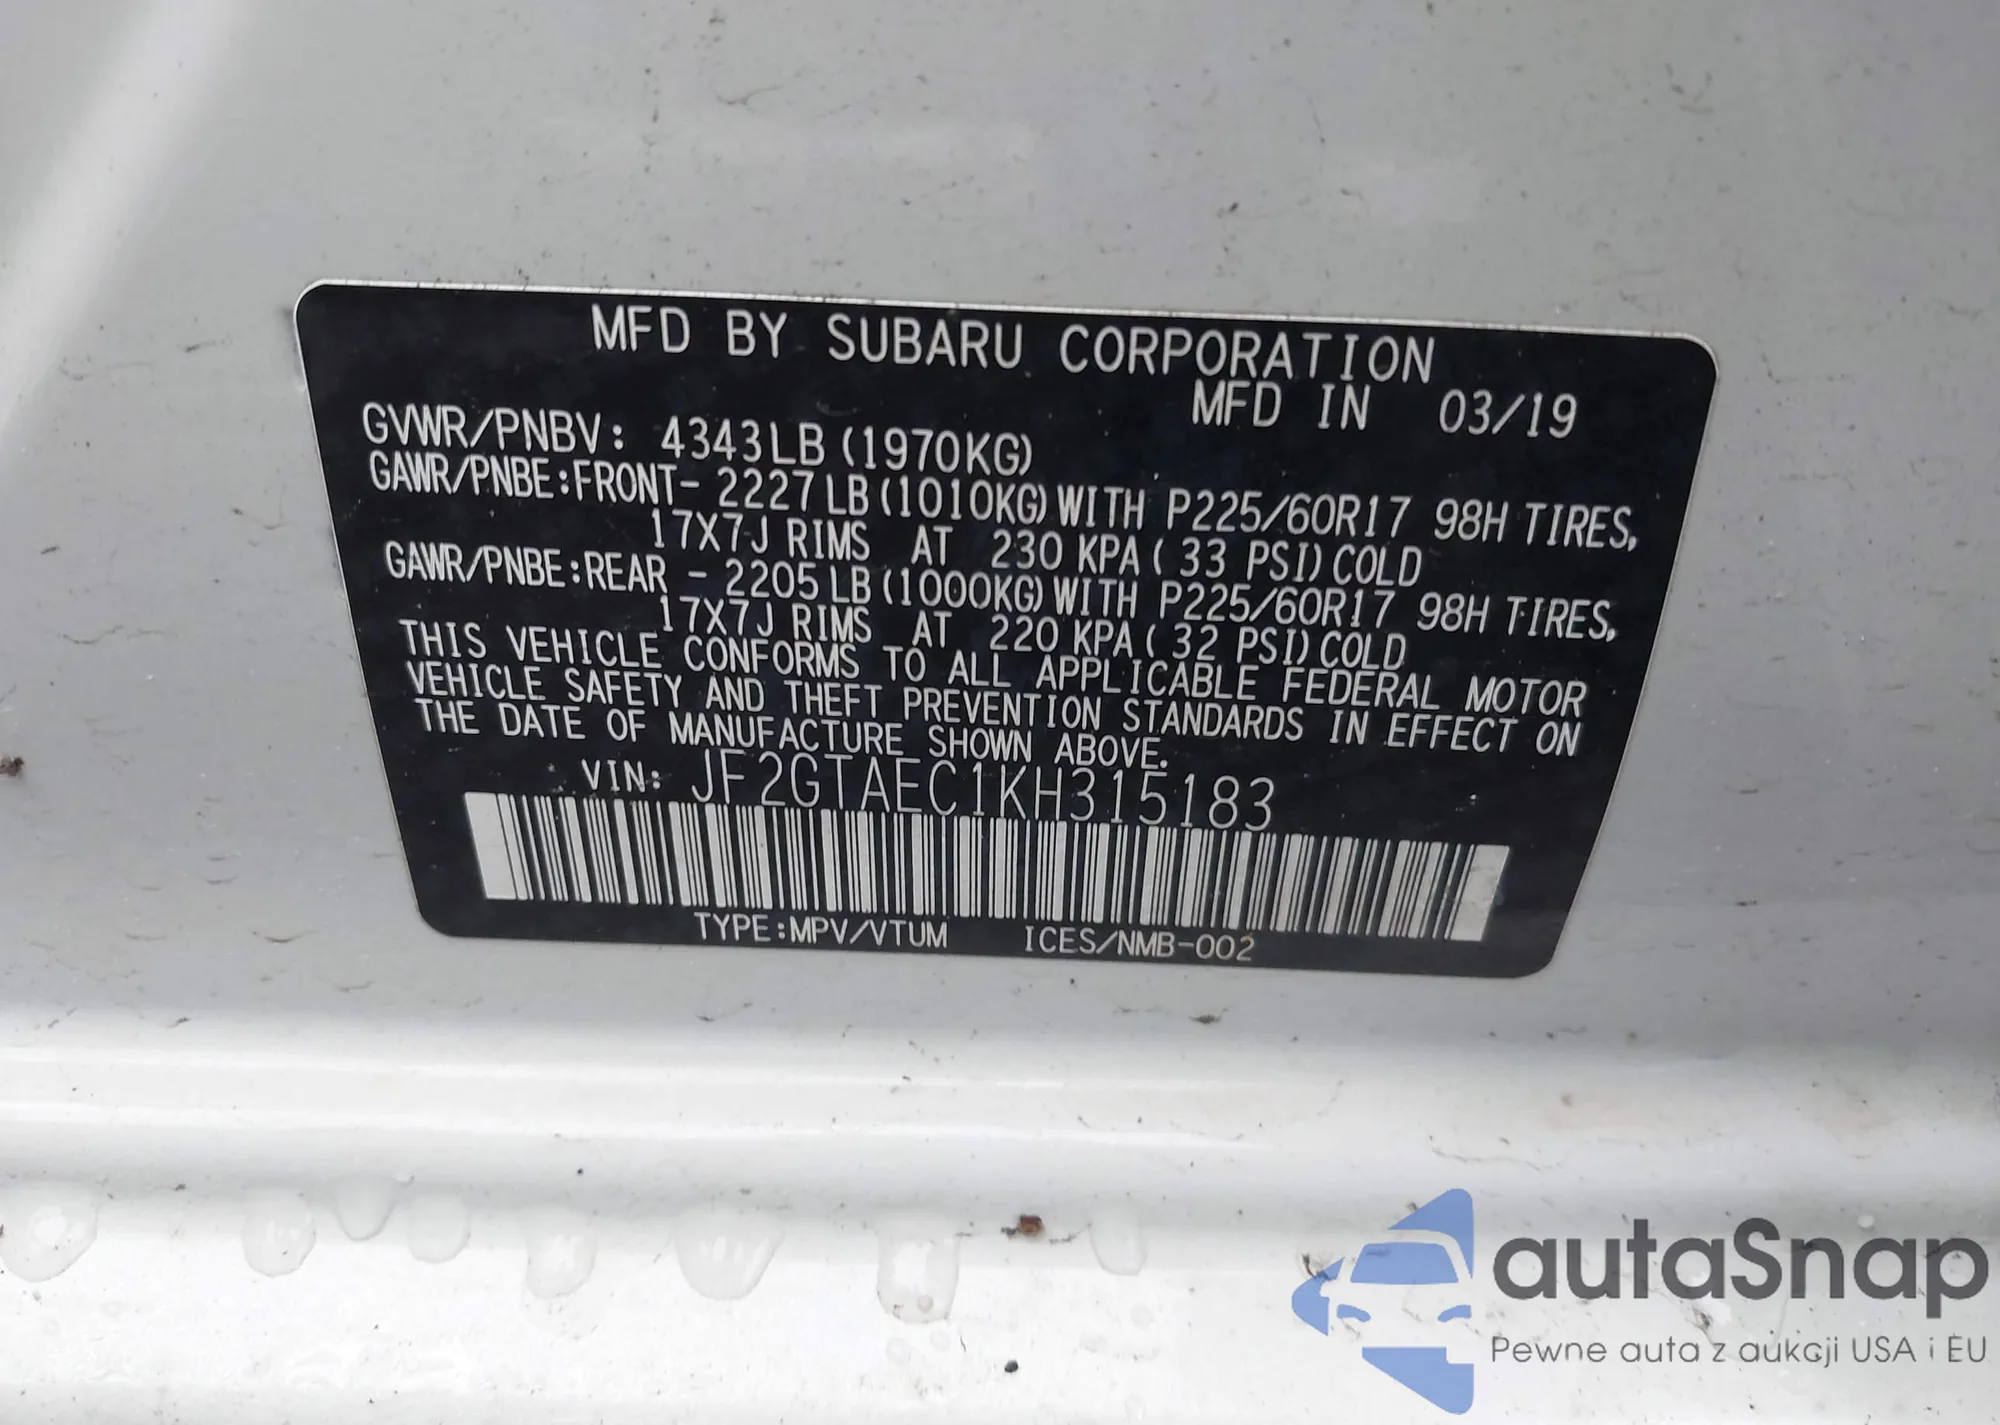 MFD BY SUBARU CORPORATION
MFD IN 03/19
GVWR/PNBV: 4343LB (1970KG)
GAWR/PNBE:FRONT- 2227LB (1010KG) WITH P225/60R17 98H TIRES,
17X7J RIMS AT 230 KPA ( 33 PSI) COLD
GAWR/PNBE:REAR - 2205LB (1000KG) WITH P225/60R17 98H TIRES,
17X7J RIMS AT 220 KPA ( 32 PSI) COLD
THIS VEHICLE CONFORMS TO ALL APPLICABLE FEDERAL MOTOR
VEHICLE SAFETY AND THEFT PREVENTION STANDARDS IN EFFECT ON
THE DATE OF MANUFACTURE SHOWN ABOVE.
VIN: JF2GTAEC1KH315183
TYPE:MPV/VTUM ICES/NMB-002
autaSnap
Pewne auta z aukcji USA i EU